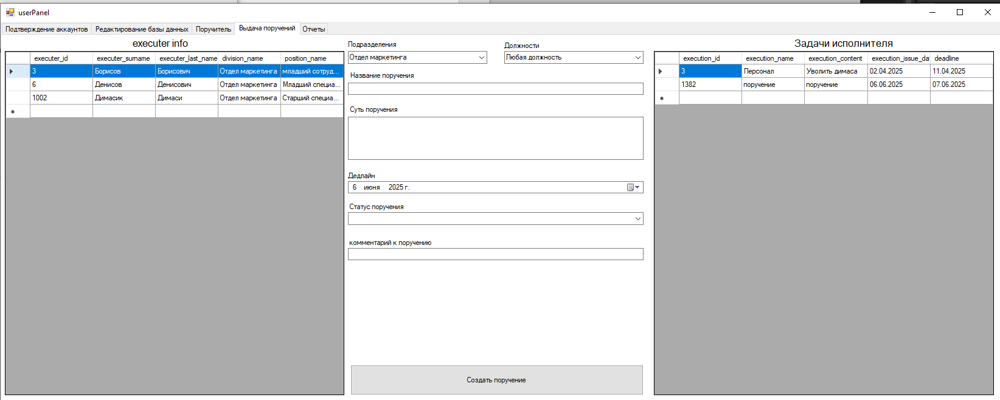 userPanel
Подтверждение аккаунтов Редактирование базы данных Поручитель Выдача поручений Отчеты
executer info
executer_id executer_surname executer_last_name division_name position_name
3 Борисов Борисович Отдел маркетинга младший сотруд...
6 Денисов Денисович Отдел маркетинга Младший специа...
1002 Димасик Димаси Отдел маркетинга Старший специа...
Подразделения
Отдел маркетинга
Должности
Любая должность
Название поручения
Суть поручения
Дедлайн
6 июня 2025 г.
Статус поручения
комментарий к поручению
Создать поручение
Задачи исполнителя
execution_id execution_name execution_content execution_issue_da deadline
3 Персонал Уволить димаса 02.04.2025 11.04.2025
1382 поручение поручение 06.06.2025 07.06.2025